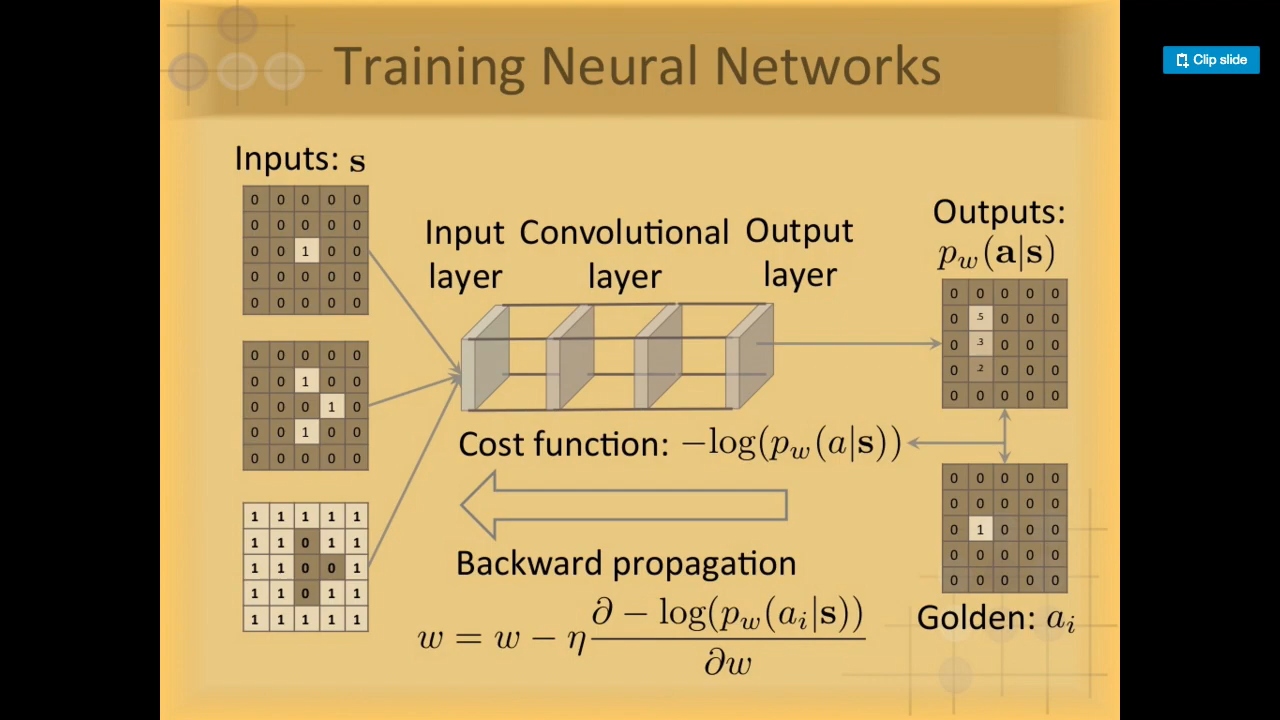 Training Neural Networks
Clip slide
Inputs: s
0 0 0 0 0
0 0 0 0 0
0 0 1 0 0
0 0 0 0 0
0 0 0 0 0
0 0 0 0 0
0 0 1 0 0
0 0 0 1 0
0 0 1 0 0
0 0 0 0 0
1 1 1 1 1
1 1 0 1 1
1 1 0 0 1
1 1 0 1 1
1 1 1 1 1
Input layer
Convolutional layer
Output layer
Cost function: −log(p_w(a|s))
Backward propagation
w = w − η ∂ − log(p_w(a_i|s)) / ∂w
Outputs:
p_w(a|s)
0 0 0 0 0
0 .5 0 0 0
0 .3 0 0 0
0 .2 0 0 0
0 0 0 0 0
0 0 0 0 0
0 0 0 0 0
0 1 0 0 0
0 0 0 0 0
0 0 0 0 0
Golden: a_i